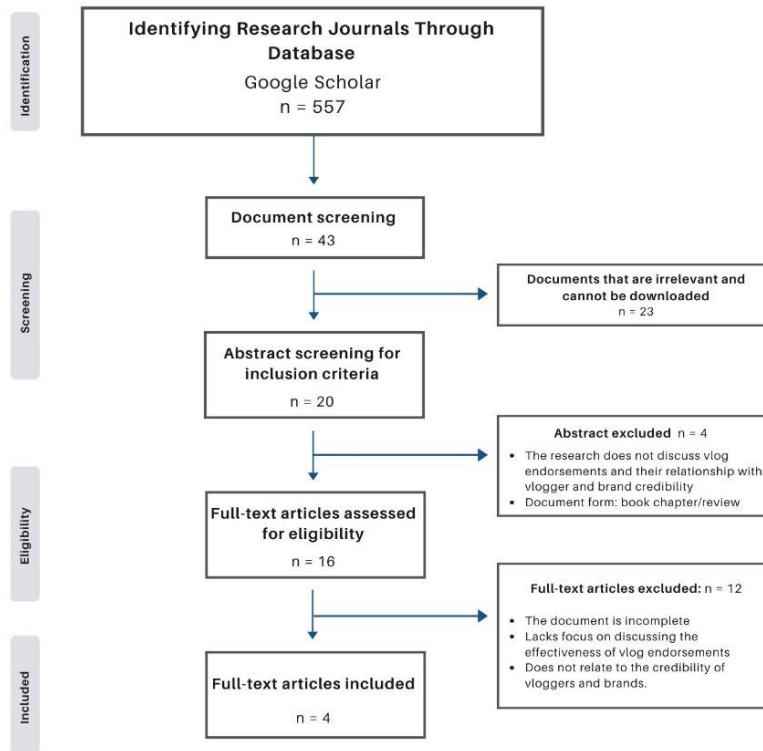 Identification
Identifying Research Journals Through
Database
Google Scholar
n = 557
Screening
Document screening
n = 43
Documents that are irrelevant and
cannot be downloaded
n = 23
Abstract screening for
inclusion criteria
n = 20
Abstract excluded n = 4
• The research does not discuss vlog
endorsements and their relationship with
vlogger and brand credibility
• Document form: book chapter/review
Eligibility
Full-text articles assessed
for eligibility
n = 16
Full-text articles excluded: n = 12
• The document is incomplete
• Lacks focus on discussing the
effectiveness of vlog endorsements
• Does not relate to the credibility of
vloggers and brands.
Included
Full-text articles included
n = 4